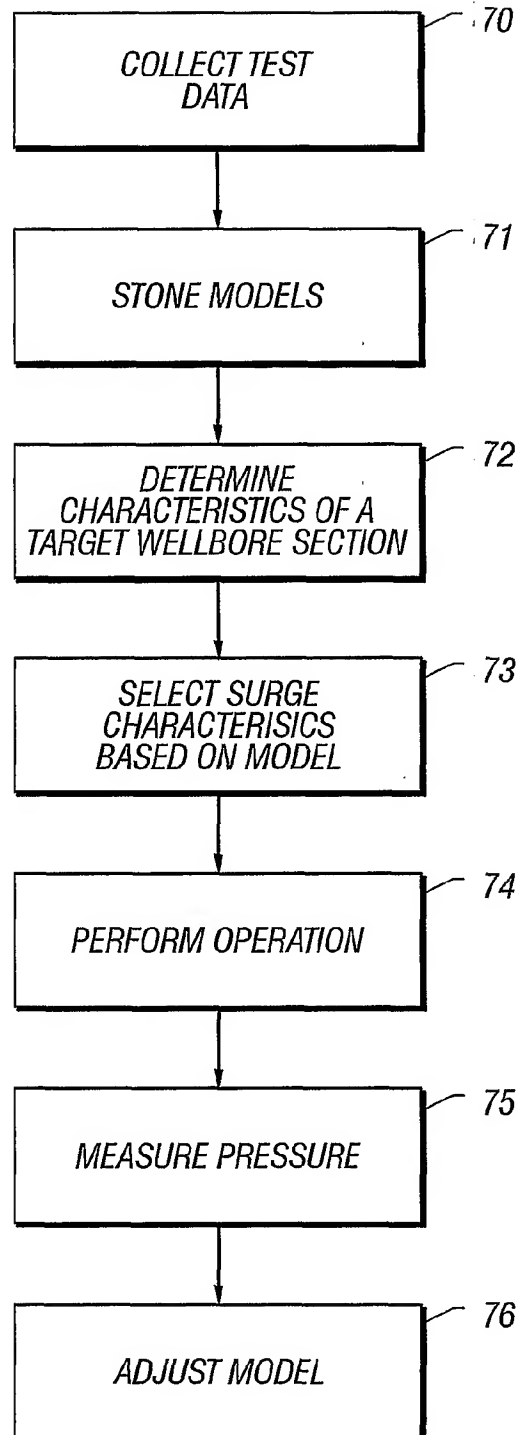 70
COLLECT TEST
DATA
71
STONE MODELS
72
DETERMINE
CHARACTERISTICS OF A
TARGET WELLBORE SECTION
73
SELECT SURGE
CHARACTERISICS
BASED ON MODEL
74
PERFORM OPERATION
75
MEASURE PRESSURE
76
ADJUST MODEL